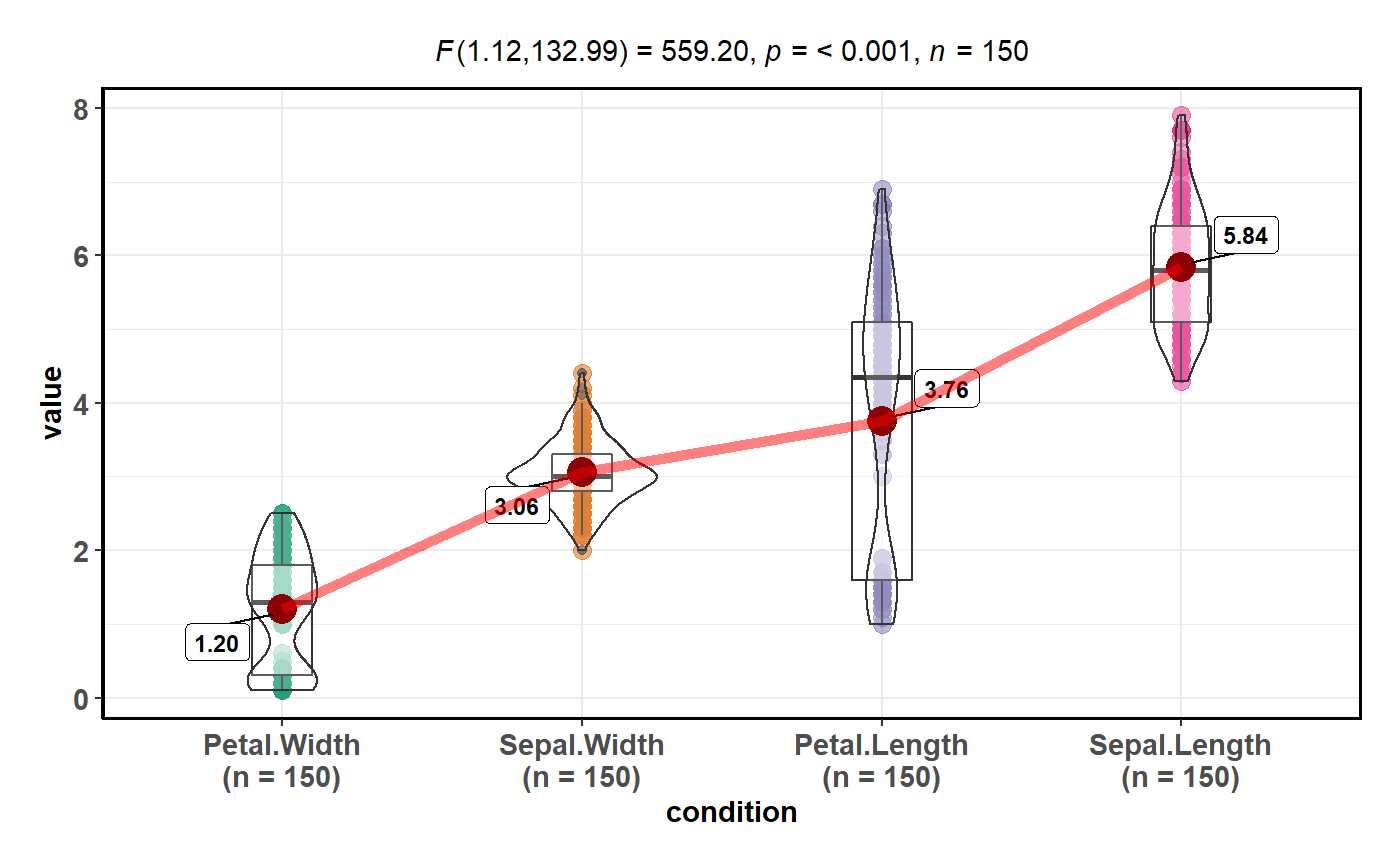 F(1.12,132.99) = 559.20, p = < 0.001, n = 150
value
8
6
4
2
0
5.84
3.76
3.06
1.20
Petal.Width
(n = 150)
Sepal.Width
(n = 150)
Petal.Length
(n = 150)
Sepal.Length
(n = 150)
condition